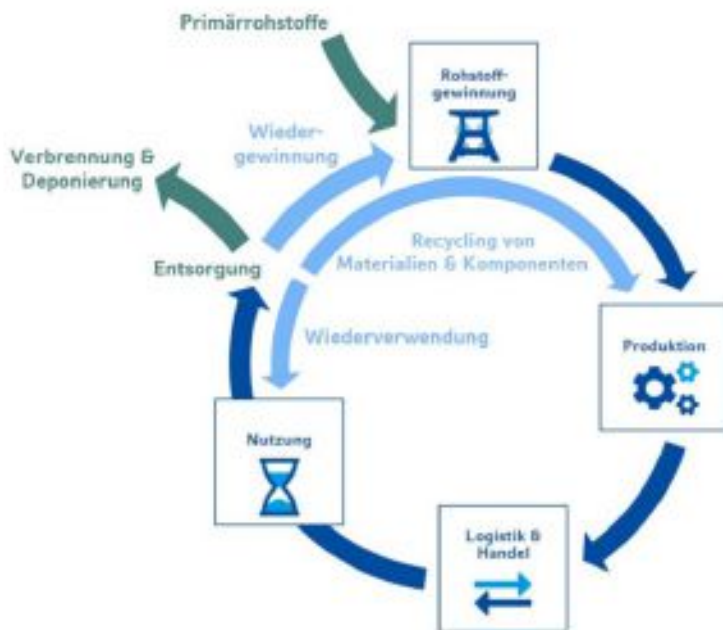 Primärrohstoffe
Rohstoff-
gewinnung
Wieder-
gewinnung
Verbrennung &
Deponierung
Entsorgung
Recycling von
Materialien & Komponenten
Wiederverwendung
Produktion
Nutzung
Logistik &
Handel